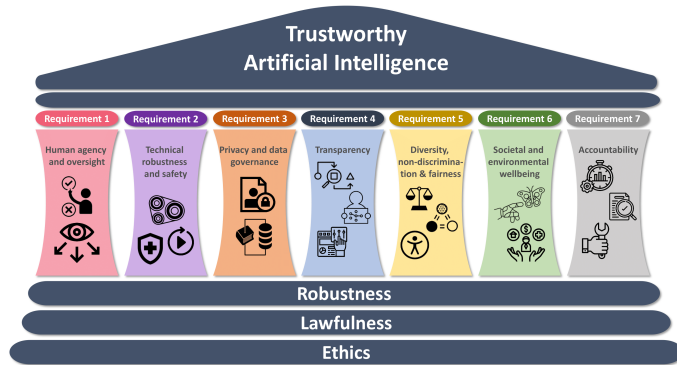 Trustworthy
Artificial Intelligence
Requirement 1
Requirement 2
Requirement 3
Requirement 4
Requirement 5
Requirement 6
Requirement 7
Human agency
and oversight
Technical
robustness
and safety
Privacy and data
governance
Transparency
Diversity,
non-discrimina-
tion & fairness
Societal and
environmental
wellbeing
Accountability
Robustness
Lawfulness
Ethics